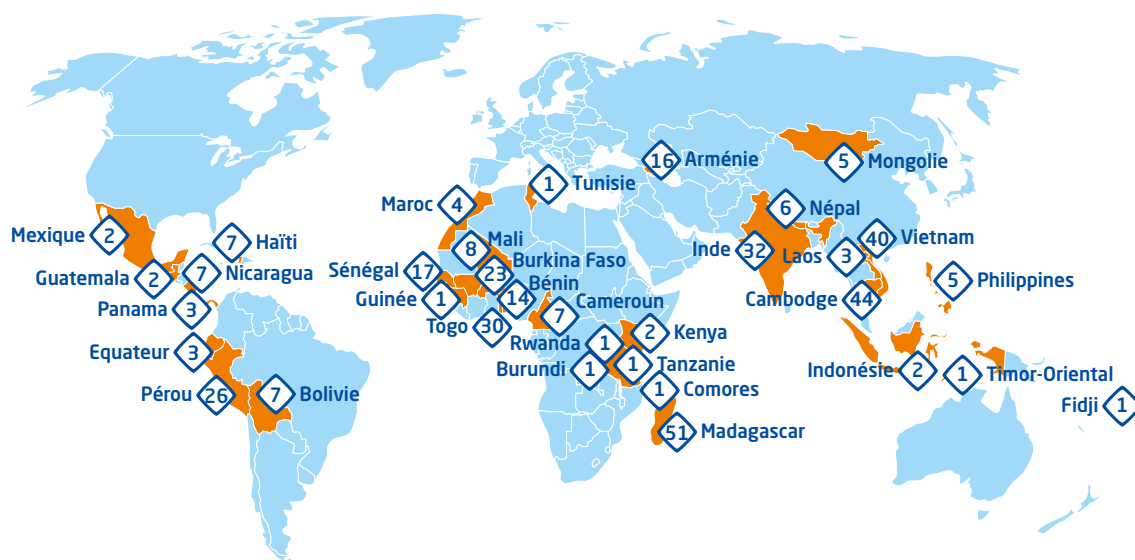 Mexique 2
7 Haïti
Guatemala 2
7 Nicaragua
Panama 3
Equateur 3
Pérou 26
7 Bolivie
Maroc 4
1 Tunisie
8 Mali
23 Burkina Faso
Sénégal 17
Guinée 1
14 Bénin
Togo 30
7 Cameroun
Rwanda 1
2 Kenya
Burundi 1
1 Tanzanie
1 Comores
51 Madagascar
16 Arménie
5 Mongolie
6 Népal
Inde 32
40 Vietnam
Laos 3
Cambodge 44
5 Philippines
Indonésie 2
1 Timor-Oriental
Fidji 1